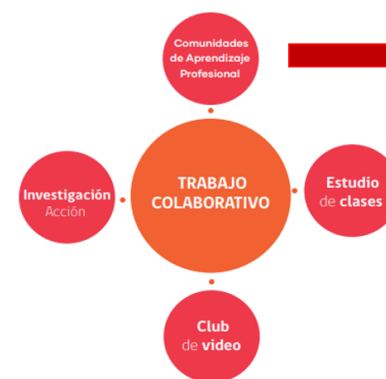 Comunidades
de Aprendizaje
Profesional
TRABAJO
COLABORATIVO
Investigación
Acción
Estudio
de clases
Club
de video